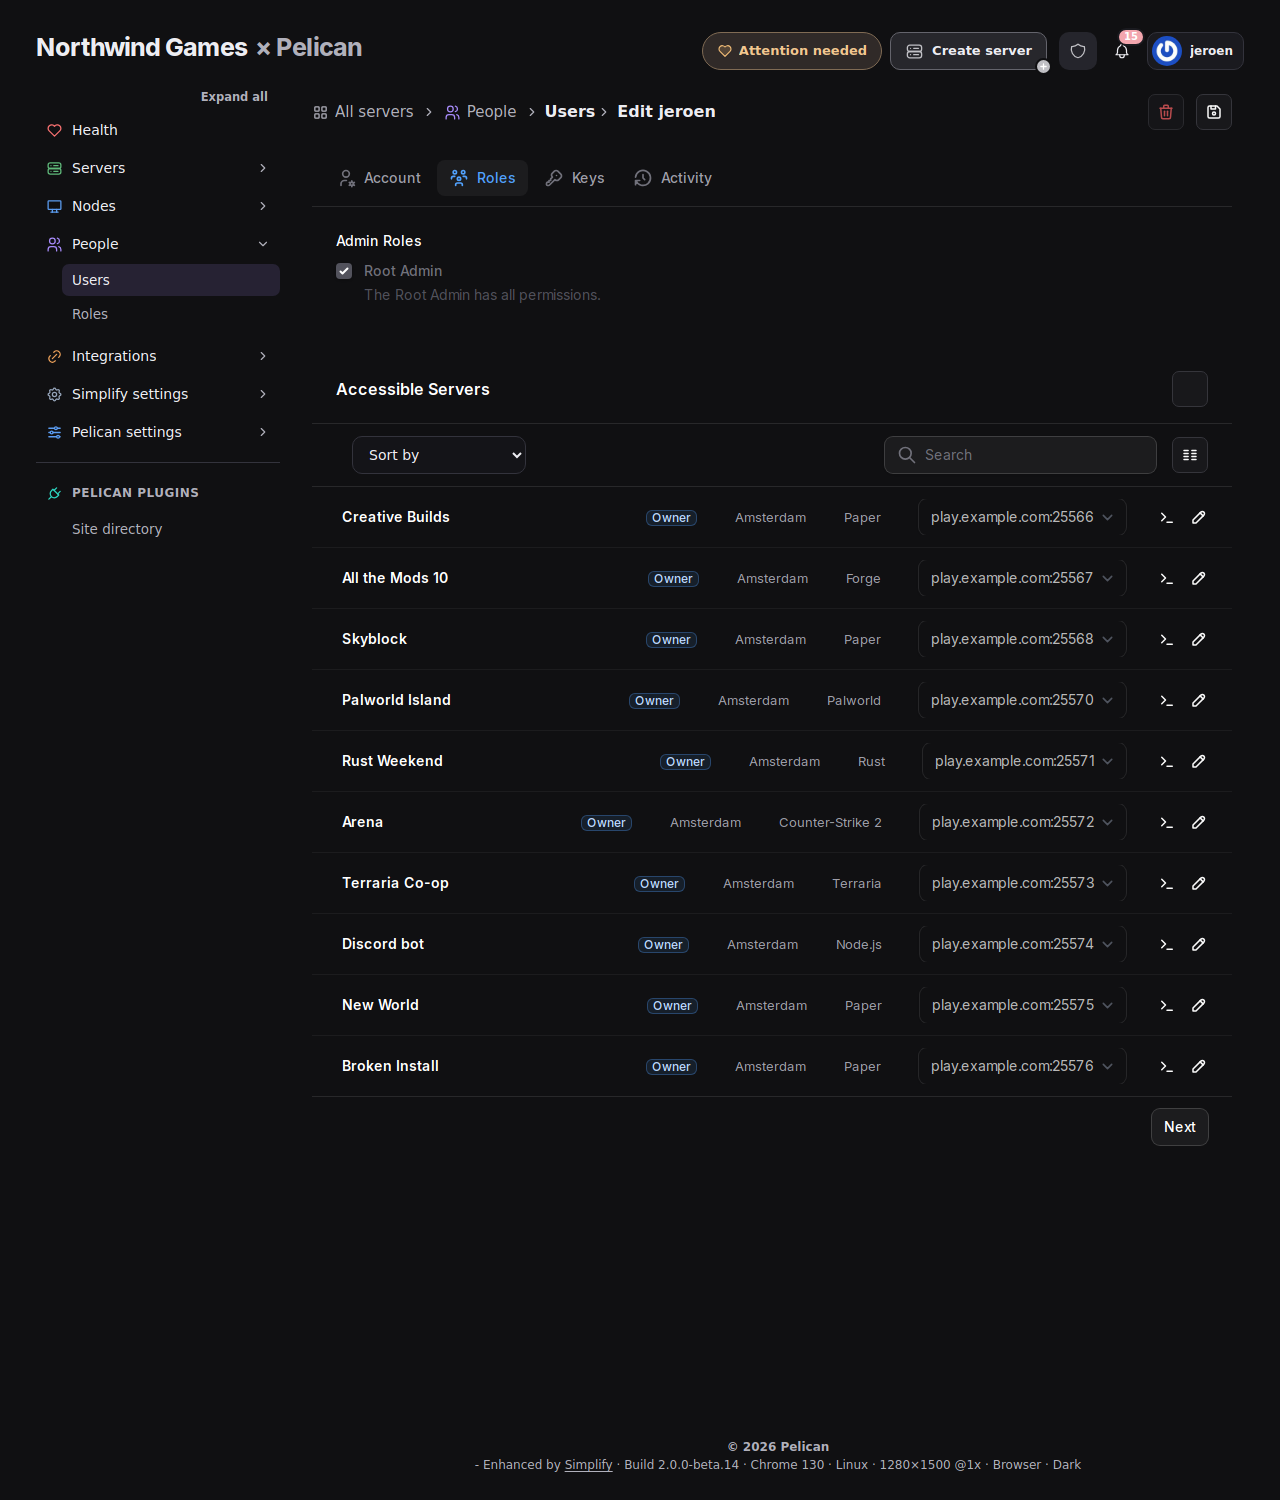 Northwind Games × Pelican
Attention needed
Create server
15
jeroen
Expand all
Health
Servers
Nodes
People
Users
Roles
Integrations
Simplify settings
Pelican settings
PELICAN PLUGINS
Site directory
All servers > People > Users > Edit jeroen
Account Roles Keys Activity
Admin Roles
Root Admin
The Root Admin has all permissions.
Accessible Servers
Sort by
Search
Creative Builds Owner Amsterdam Paper play.example.com:25566
All the Mods 10 Owner Amsterdam Forge play.example.com:25567
Skyblock Owner Amsterdam Paper play.example.com:25568
Palworld Island Owner Amsterdam Palworld play.example.com:25570
Rust Weekend Owner Amsterdam Rust play.example.com:25571
Arena Owner Amsterdam Counter-Strike 2 play.example.com:25572
Terraria Co-op Owner Amsterdam Terraria play.example.com:25573
Discord bot Owner Amsterdam Node.js play.example.com:25574
New World Owner Amsterdam Paper play.example.com:25575
Broken Install Owner Amsterdam Paper play.example.com:25576
Next
© 2026 Pelican
- Enhanced by Simplify · Build 2.0.0-beta.14 · Chrome 130 · Linux · 1280×1500 @1x · Browser · Dark